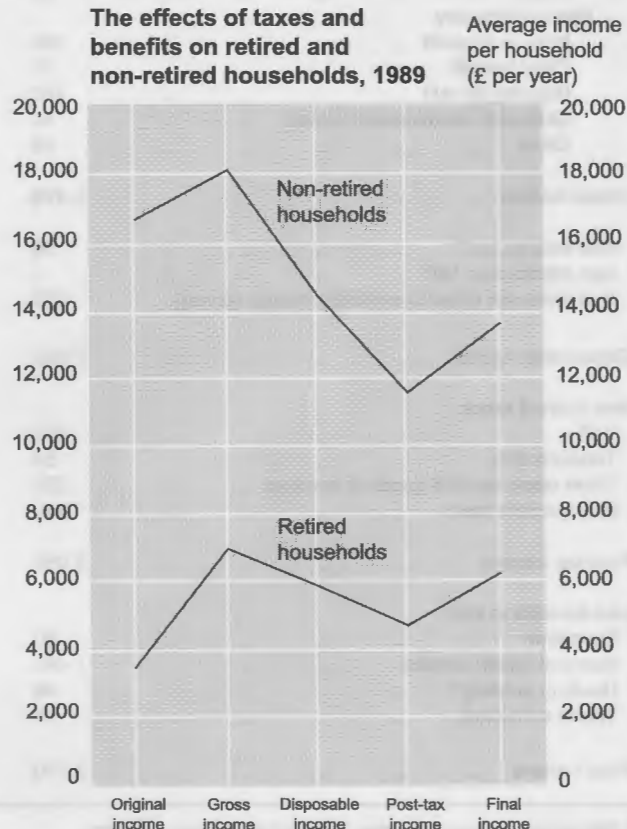 The effects of taxes and
benefits on retired and
non-retired households, 1989
Average income
per household
(£ per year)
20,000
18,000
16,000
14,000
12,000
10,000
8,000
6,000
4,000
2,000
0
Non-retired
households
Retired
households
20,000
18,000
16,000
14,000
12,000
10,000
8,000
6,000
4,000
2,000
0
Original
income
Gross
income
Disposable
income
Post-tax
income
Final
income